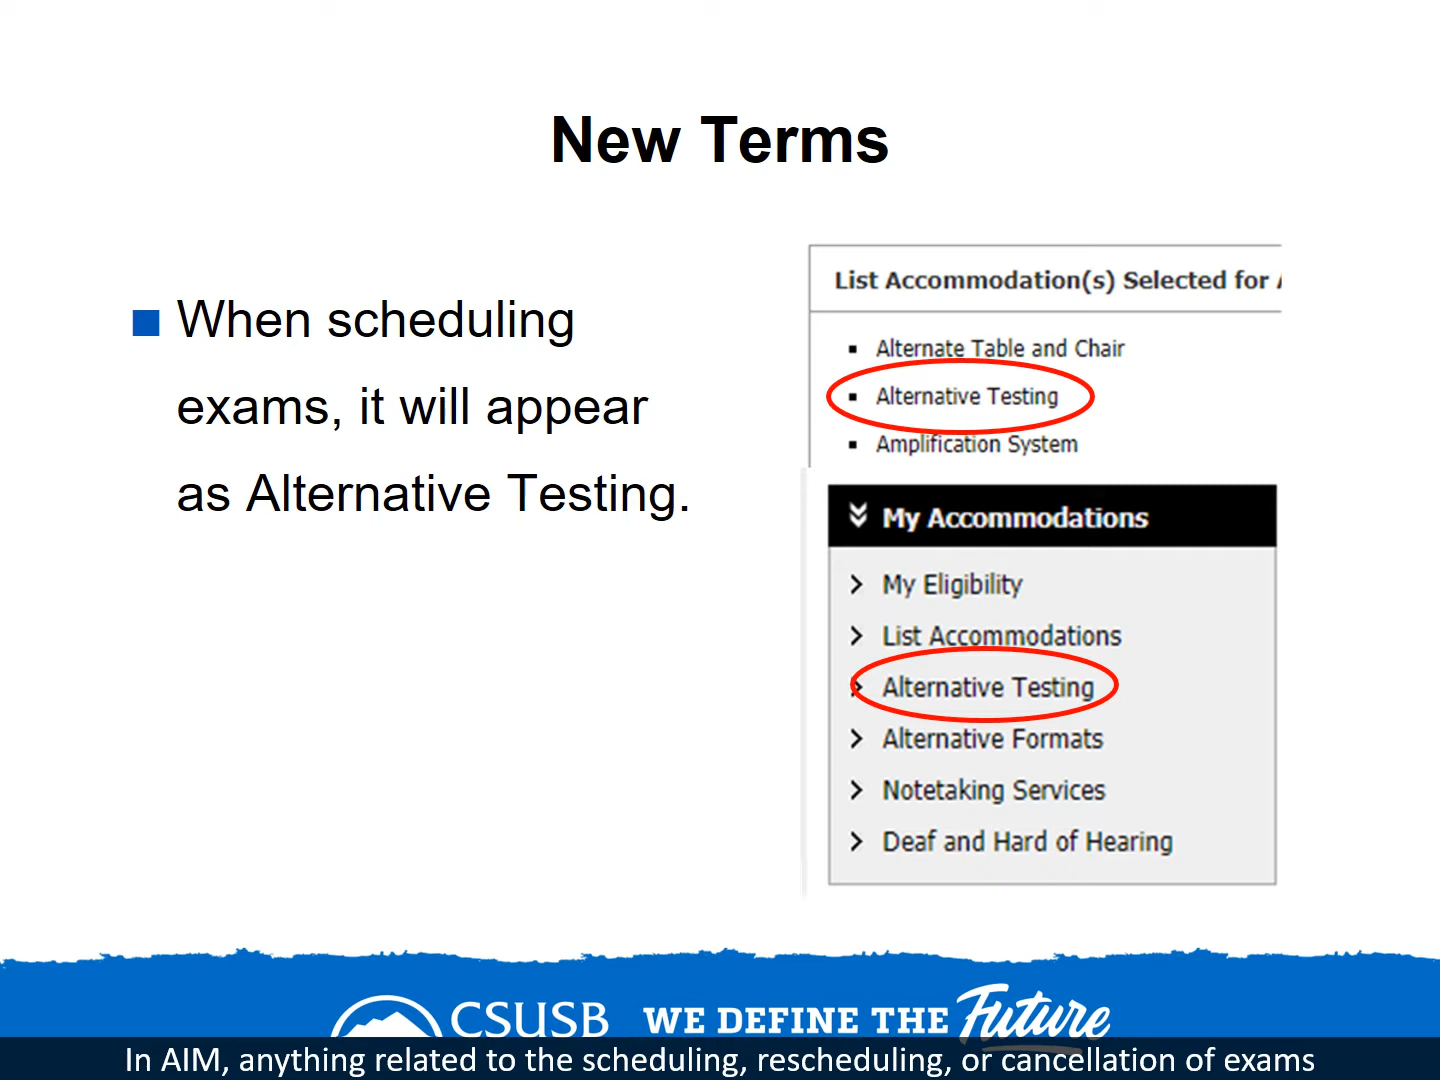 New Terms
When scheduling
exams, it will appear
as Alternative Testing.
List Accommodation(s) Selected for
Alternate Table and Chair
Alternative Testing
Amplification System
My Accommodations
My Eligibility
List Accommodations
Alternative Testing
Alternative Formats
Notetaking Services
Deaf and Hard of Hearing
CSUSB WE DEFINE THE Future
In AIM, anything related to the scheduling, rescheduling, or cancellation of exams